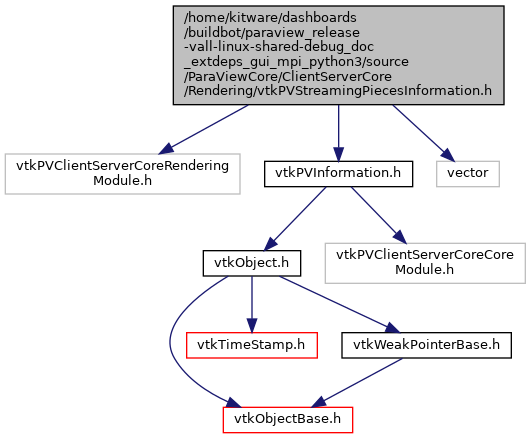 /home/kitware/dashboards
/buildbot/paraview_release
-vall-linux-shared-debug_doc
_extdeps_gui_mpi_python3/source
/ParaViewCore/ClientServerCore
/Rendering/vtkPVStreamingPiecesInformation.h
vtkPVClientServerCoreRendering
Module.h
vtkPVInformation.h
vector
vtkObject.h
vtkPVClientServerCoreCore
Module.h
vtkTimeStamp.h
vtkWeakPointerBase.h
vtkObjectBase.h